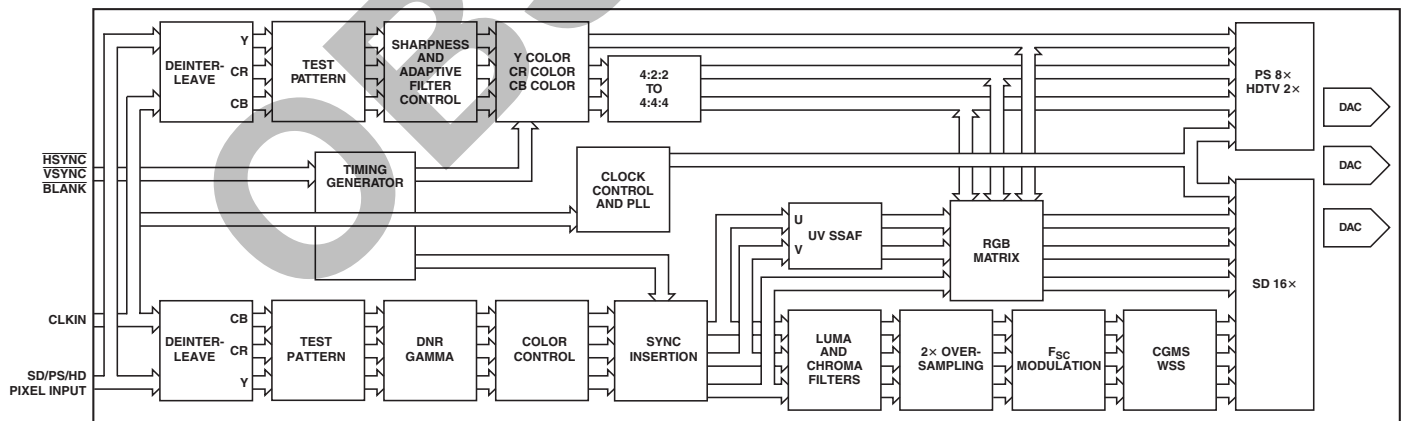 OBSO
DEINTER-
LEAVE
Y
CR
CB
TEST
PATTERN
SHARPNESS
AND
ADAPTIVE
FILTER
CONTROL
Y COLOR
CR COLOR
CB COLOR
4:2:2
TO
4:4:4
PS 8×
HDTV 2×
DAC
DAC
DAC
HSYNC
VSYNC
BLANK
TIMING
GENERATOR
CLOCK
CONTROL
AND PLL
U
V
UV SSAF
RGB
MATRIX
SD 16×
CLKIN
SD/PS/HD
PIXEL INPUT
DEINTER-
LEAVE
CB
CR
Y
TEST
PATTERN
DNR
GAMMA
COLOR
CONTROL
SYNC
INSERTION
LUMA
AND
CHROMA
FILTERS
2× OVER-
SAMPLING
FSC
MODULATION
CGMS
WSS